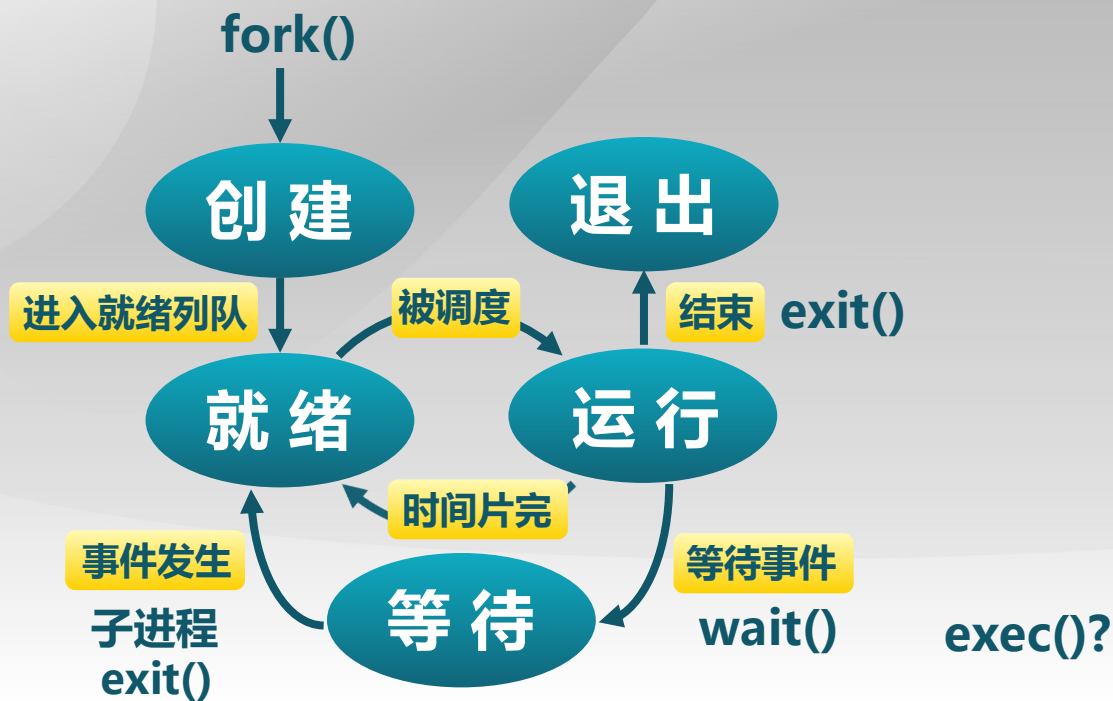 fork()
创 建
退 出
进入就绪列队
被调度
结束
exit()
就 绪
运 行
时间片完
事件发生
子进程
exit()
等 待
等待事件
wait()
exec()?